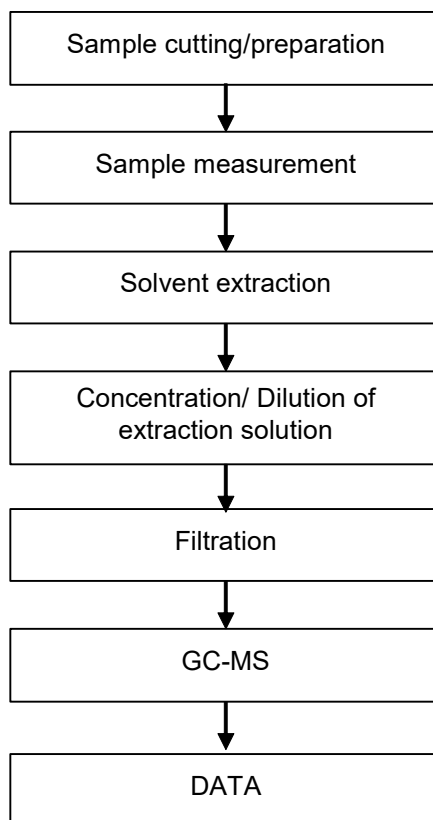 Sample cutting/preparation
Sample measurement
Solvent extraction
Concentration/ Dilution of
extraction solution
Filtration
GC-MS
DATA